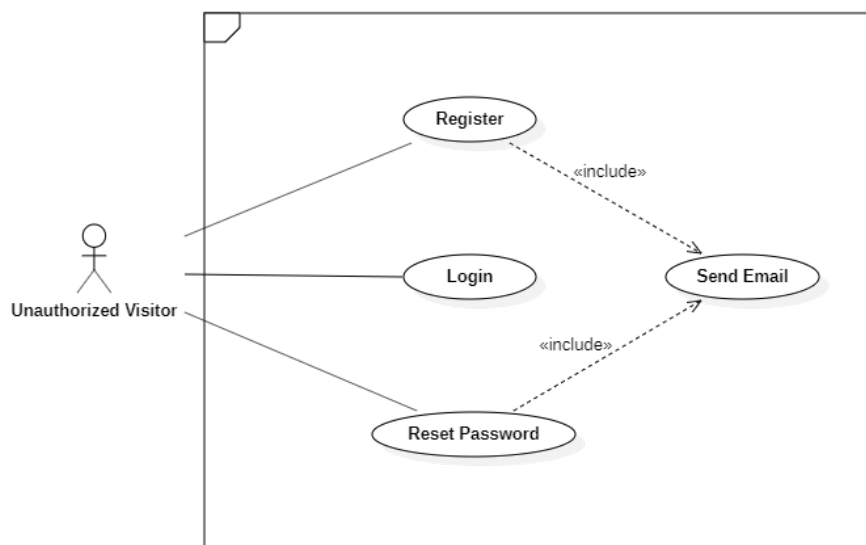 Register
«include»
Unauthorized Visitor
Login
Send Email
«include»
Reset Password